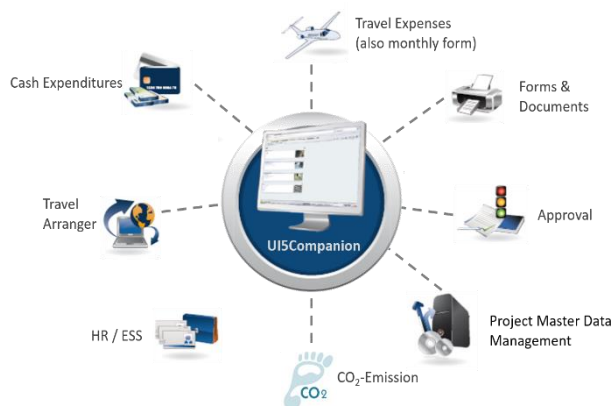 Travel Expenses
(also monthly form)
Cash Expenditures
Forms &
Documents
UI5Companion
Travel
Arranger
Approval
HR / ESS
Project Master Data
Management
CO₂-Emission
CO2